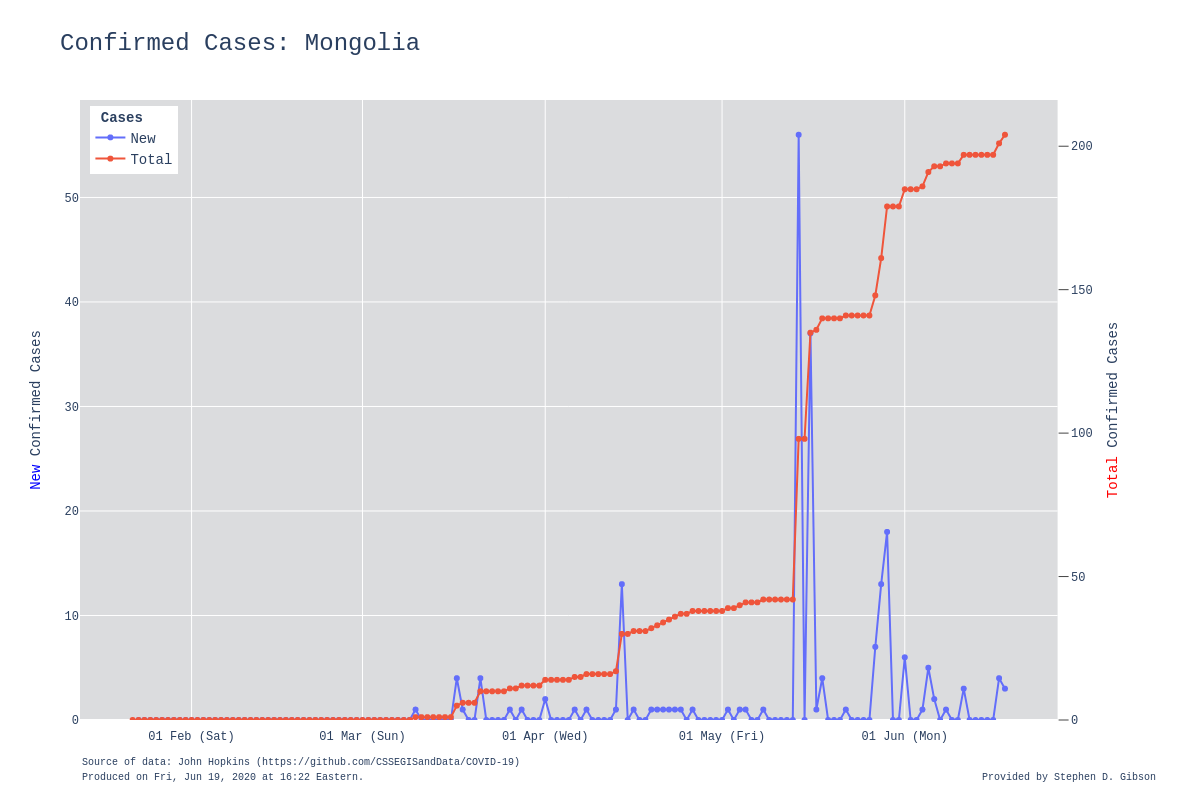 Confirmed Cases: Mongolia
Cases
New
Total
50
40
30
20
10
0
200
150
100
50
0
New Confirmed Cases
Total Confirmed Cases
01 Feb (Sat)
01 Mar (Sun)
01 Apr (Wed)
01 May (Fri)
01 Jun (Mon)
Source of data: John Hopkins (https://github.com/CSSEGISandData/COVID-19)
Produced on Fri, Jun 19, 2020 at 16:22 Eastern.
Provided by Stephen D. Gibson